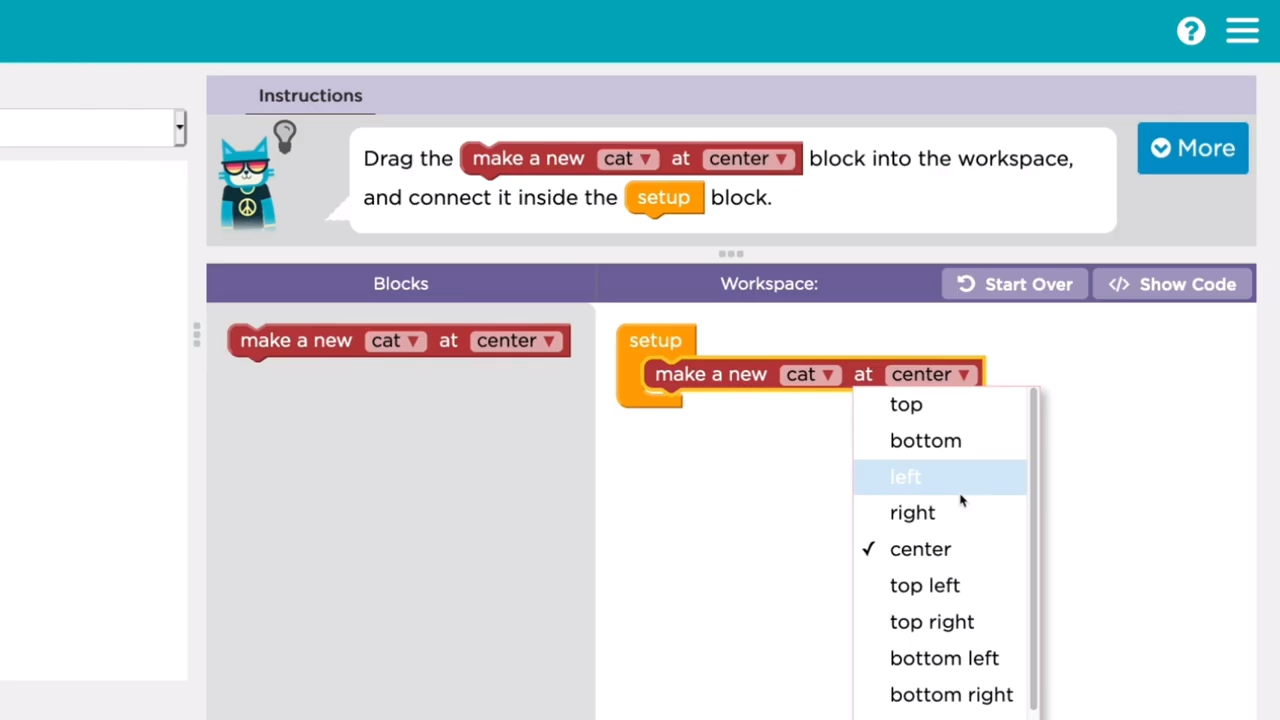 Instructions
Drag the make a new cat ▼ at center ▼ block into the workspace,
and connect it inside the setup block.
More
Blocks
Workspace:
Start Over
</> Show Code
make a new cat ▼ at center ▼
setup
make a new cat ▼ at center ▼
top
bottom
left
right
✓ center
top left
top right
bottom left
bottom right